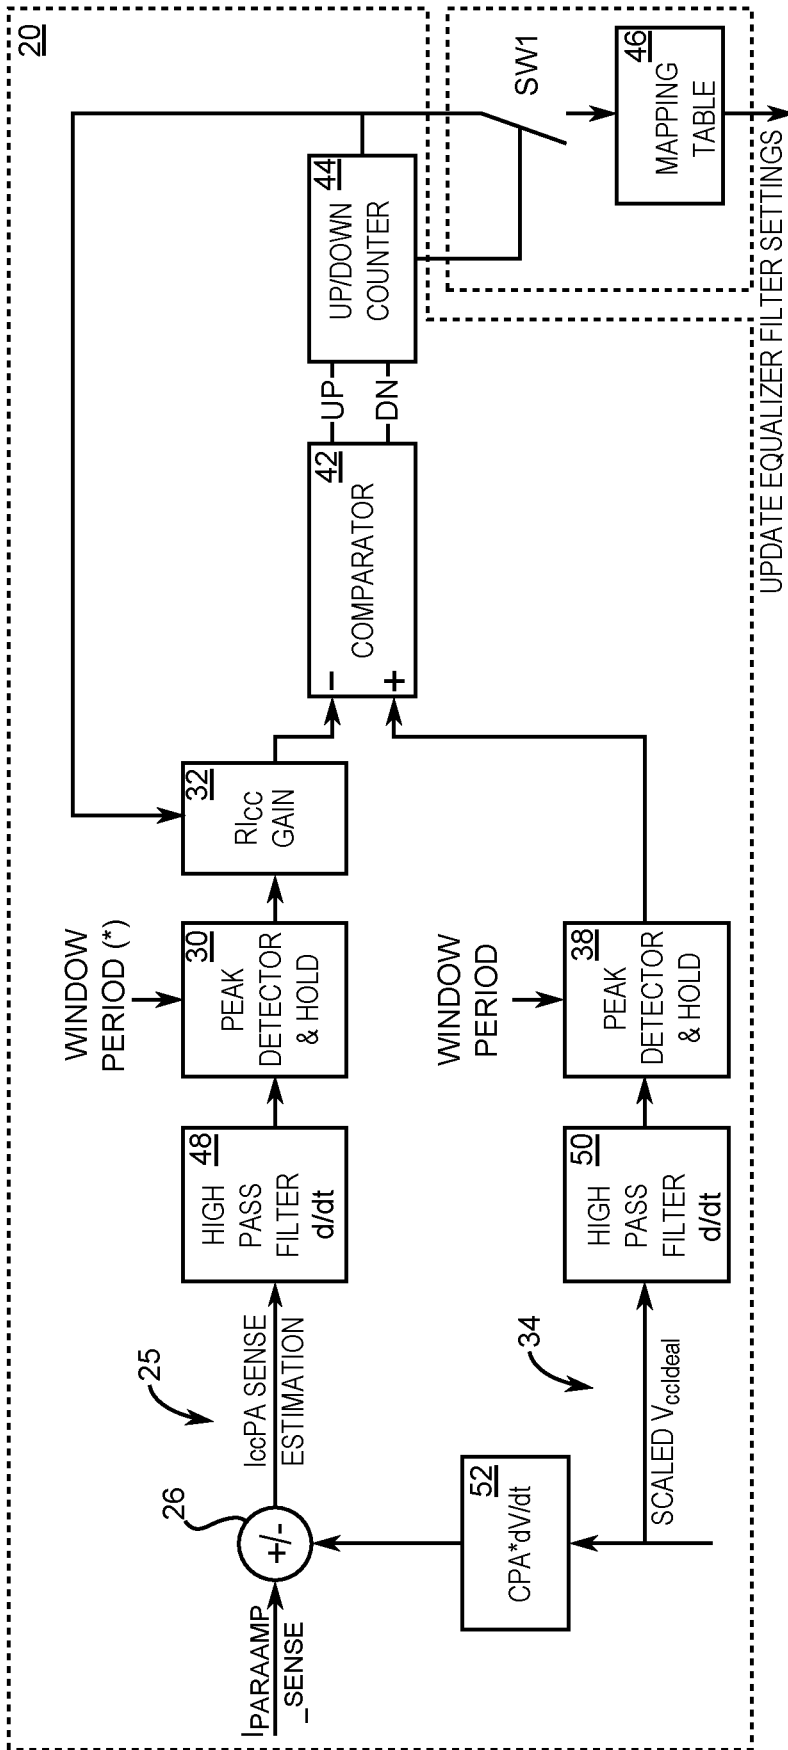 20
I_PARAAMP
_SENSE
26
+/-
25
IccPA SENSE
ESTIMATION
52
CPA*dV/dt
34
SCALED VccIdeal
48
HIGH
PASS
FILTER
d/dt
50
HIGH
PASS
FILTER
d/dt
WINDOW
PERIOD (*)
30
PEAK
DETECTOR
& HOLD
WINDOW
PERIOD
38
PEAK
DETECTOR
& HOLD
32
RICC
GAIN
42
COMPARATOR
-
+
UP
DN
44
UP/DOWN
COUNTER
SW1
46
MAPPING
TABLE
UPDATE EQUALIZER FILTER SETTINGS